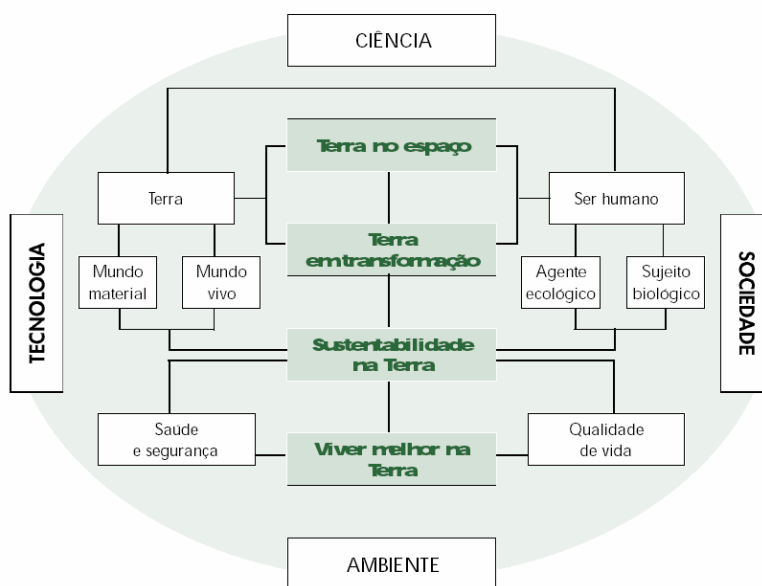 CIÊNCIA
Terra no espaço
Terra
Ser humano
Terra
em transformação
Mundo
material
Mundo
vivo
Agente
ecológico
Sujeito
biológico
TECNOLOGIA
SOCIEDADE
Sustentabilidade
na Terra
Saúde
e segurança
Qualidade
de vida
Viver melhor na
Terra
AMBIENTE